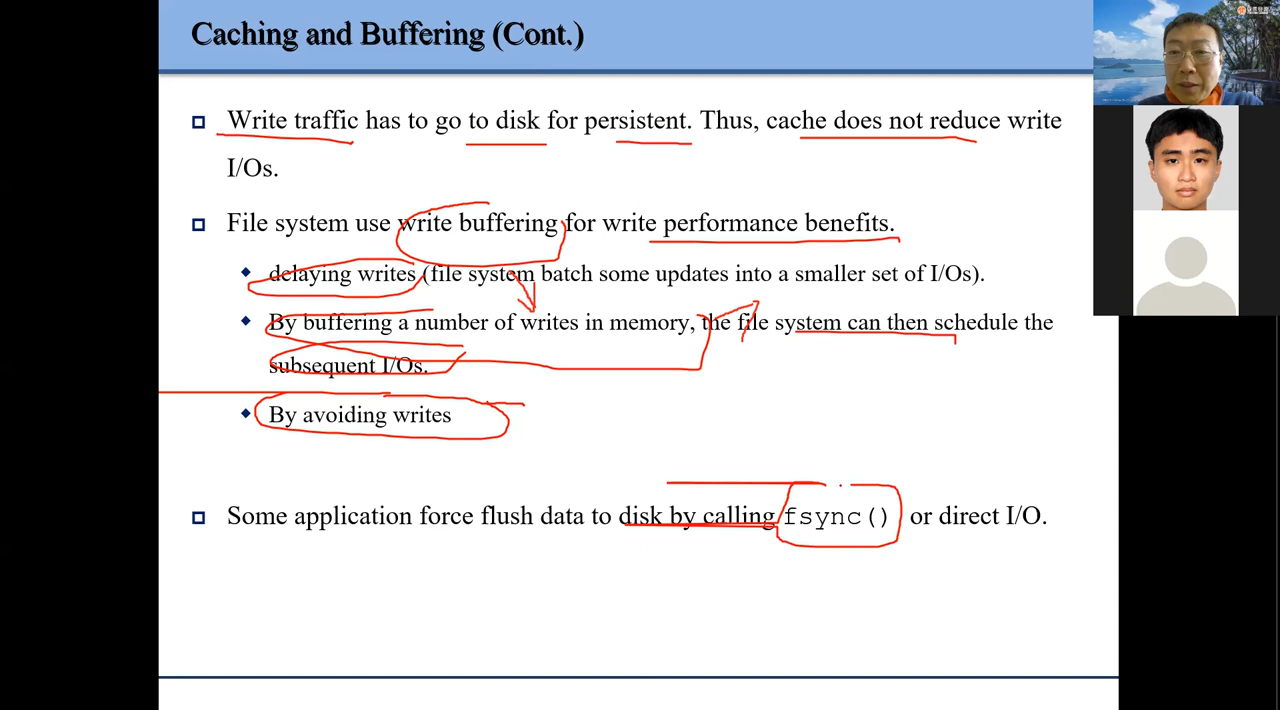 Caching and Buffering (Cont.)
Write traffic has to go to disk for persistent. Thus, cache does not reduce write
I/Os.
File system use write buffering for write performance benefits.
delaying writes (file system batch some updates into a smaller set of I/Os).
By buffering a number of writes in memory, the file system can then schedule the
subsequent I/Os.
By avoiding writes
Some application force flush data to disk by calling fsync() or direct I/O.